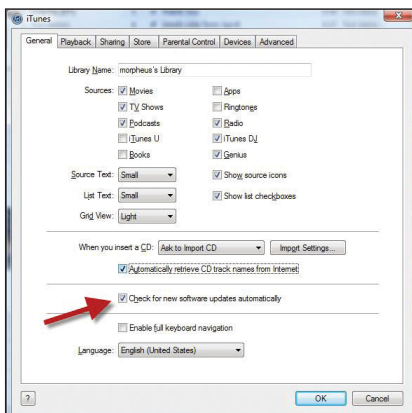 iTunes
General Playback Sharing Store Parental Control Devices Advanced
Library Name: morpheus's Library
Sources: Movies Apps
TV Shows Ringtones
Podcasts Radio
iTunes U iTunes DJ
Books Genius
Source Text: Small Show source icons
List Text: Small Show list checkboxes
Grid View: Light
When you insert a CD: Ask to Import CD Import Settings...
Automatically retrieve CD track names from Internet
Check for new software updates automatically
Enable full keyboard navigation
Language: English (United States)
? OK Cancel